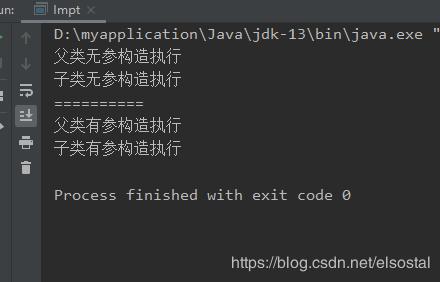 un:
Impt
D:\myapplication\Java\jdk-13\bin\java.exe "
父类无参构造执行
子类无参构造执行
==========
父类有参构造执行
子类有参构造执行
Process finished with exit code 0
https://blog.csdn.net/elsostal